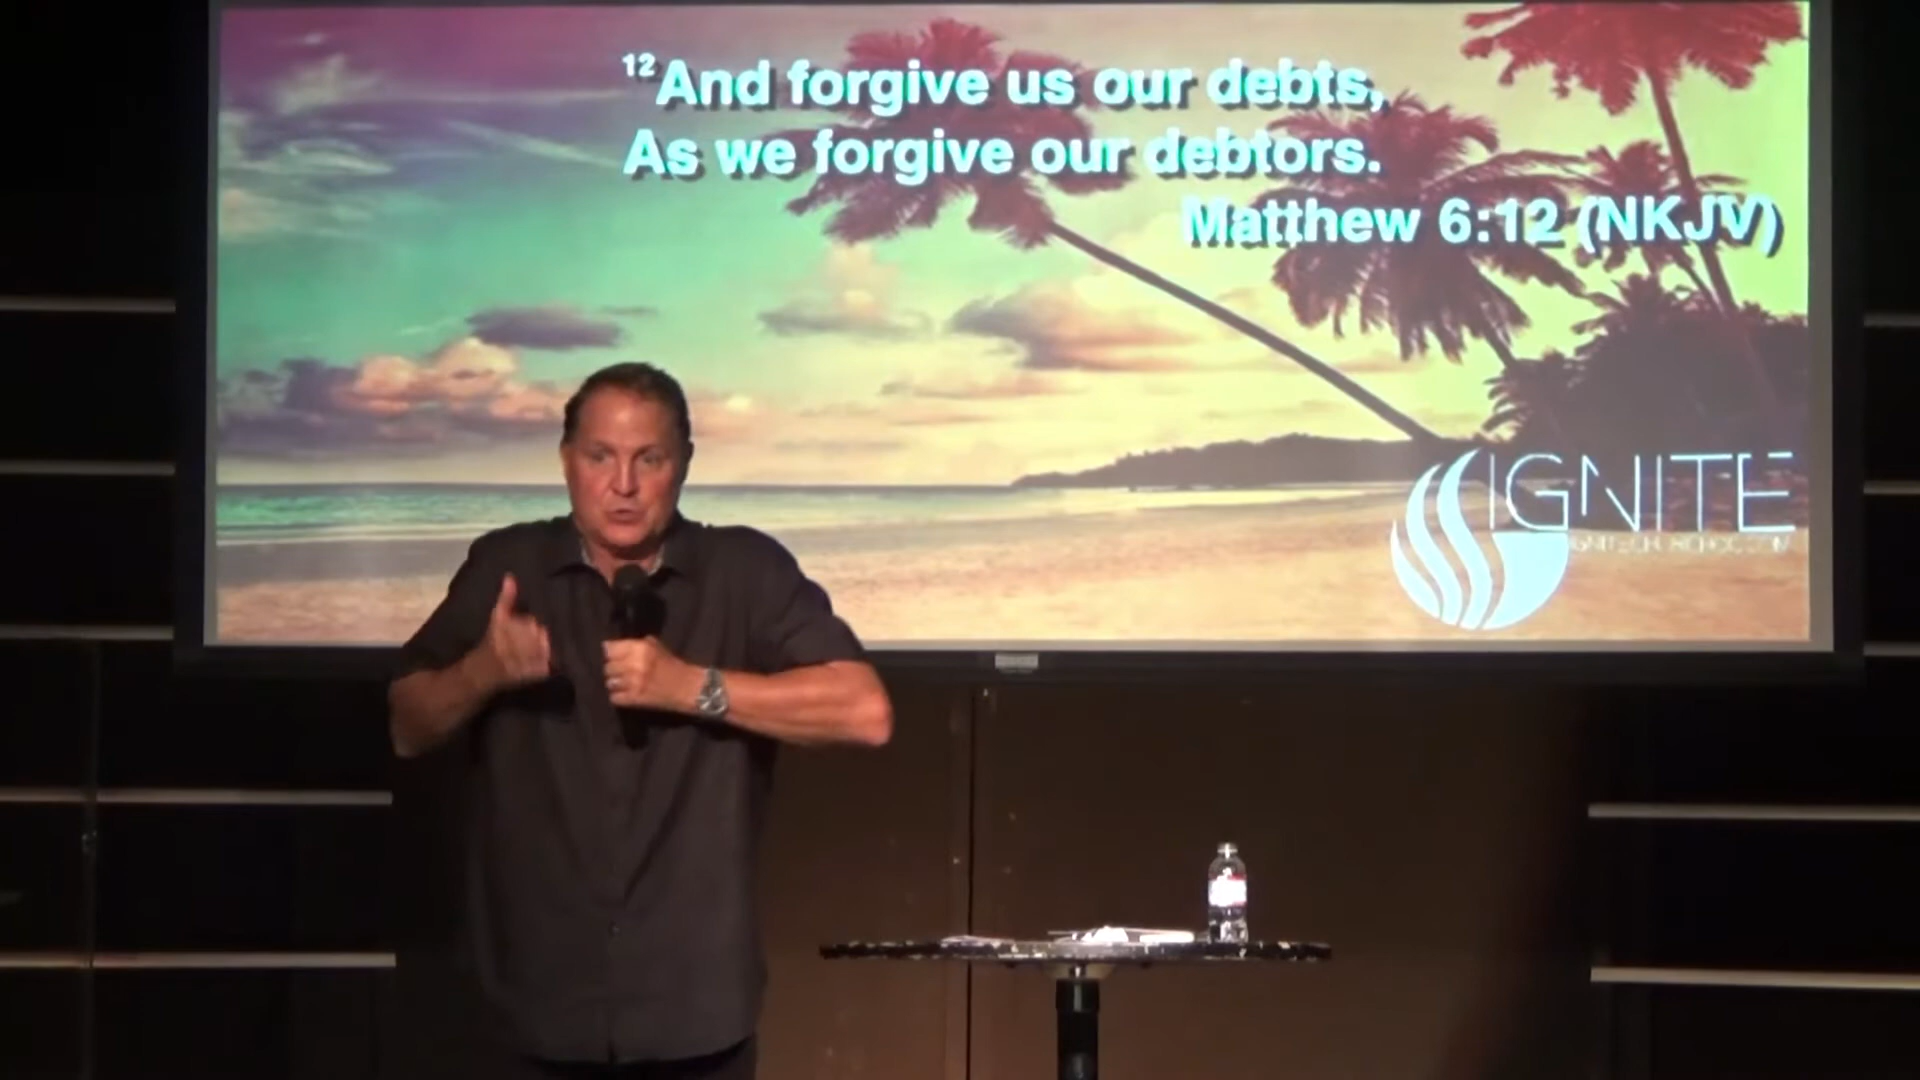 12And forgive us our debts,
As we forgive our debtors.
Matthew 6:12 (NKJV)
IGNITE